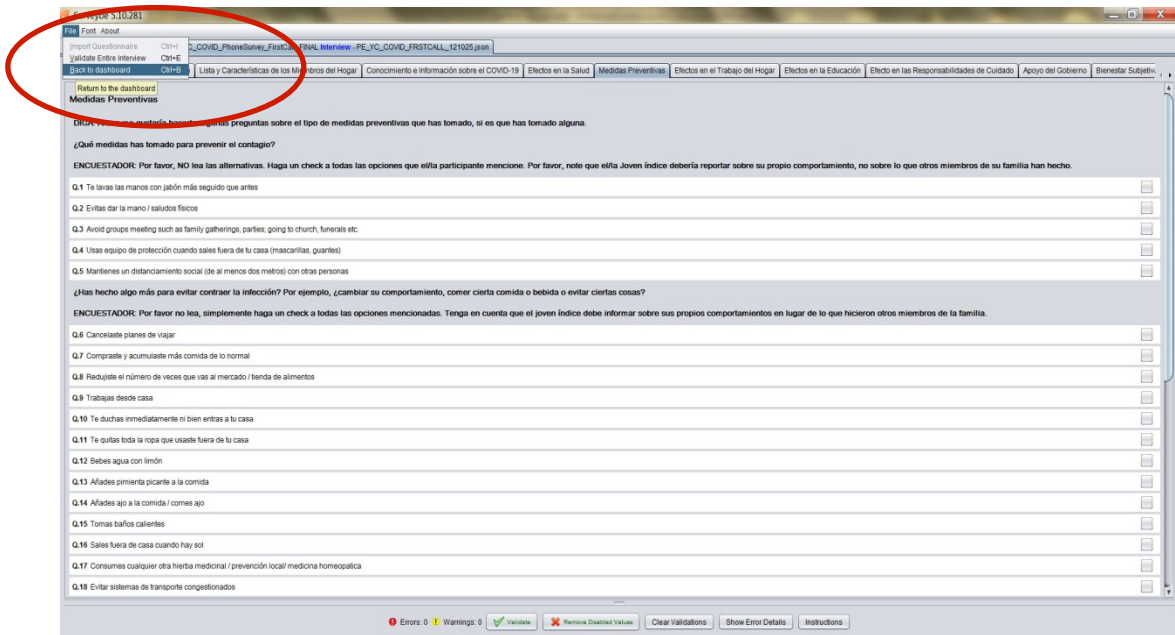 Surveybe 5.10.281
File Font About
Import Questionnaire Ctrl+I
Validate Entire Interview Ctrl+E
Back to dashboard Ctrl+B
Return to the dashboard
C_COVID_PhoneSurvey_FirstCall_FINAL Interview - PE_YC_COVID_FRSTCALL_121025.json
Lista y Características de los Miembros del Hogar Conocimiento e Información sobre el COVID-19 Efectos en la Salud Medidas Preventivas Efectos en el Trabajo del Hogar Efectos en la Educación Efecto en las Responsabilidades de Cuidado Apoyo del Gobierno Bienestar Subjetiv
Medidas Preventivas
DIGA: preguntas sobre el tipo de medidas preventivas que has tomado, si es que has tomado alguna.
¿Qué medidas has tomado para prevenir el contagio?
ENCUESTADOR: Por favor, NO lea las alternativas. Haga un check a todas las opciones que el/la participante mencione. Por favor, note que el/la Joven índice debería reportar sobre su propio comportamiento, no sobre lo que otros miembros de su familia han hecho.
Q.1 Te lavas las manos con jabón más seguido que antes
Q.2 Evitas dar la mano / saludos físicos
Q.3 Avoid groups meeting such as family gatherings, parties; going to church, funerals etc.
Q.4 Usas equipo de protección cuando sales fuera de tu casa (mascarillas, guantes)
Q.5 Mantienes un distanciamiento social (de al menos dos metros) con otras personas
¿Has hecho algo más para evitar contraer la infección? Por ejemplo, ¿cambiar su comportamiento, comer cierta comida o bebida o evitar ciertas cosas?
ENCUESTADOR: Por favor no lea, simplemente haga un check a todas las opciones mencionadas. Tenga en cuenta que el joven índice debe informar sobre sus propios comportamientos en lugar de lo que hicieron otros miembros de la familia.
Q.6 Cancelaste planes de viajar
Q.7 Compraste y acumulaste más comida de lo normal
Q.8 Redujiste el número de veces que vas al mercado / tienda de alimentos
Q.9 Trabajas desde casa
Q.10 Te duchas inmediatamente ni bien entras a tu casa
Q.11 Te quitas toda la ropa que usaste fuera de tu casa
Q.12 Bebes agua con limón
Q.13 Añades pimienta picante a la comida
Q.14 Añades ajo a la comida / comes ajo
Q.15 Tomas baños calientes
Q.16 Sales fuera de casa cuando hay sol
Q.17 Consumes cualquier otra hierba medicinal / prevención local/ medicina homeopatica
Q.18 Evitar sistemas de transporte congestionados
Errors: 0 Warnings: 0 Validate Remove Disabled Values Clear Validations Show Error Details Instructions